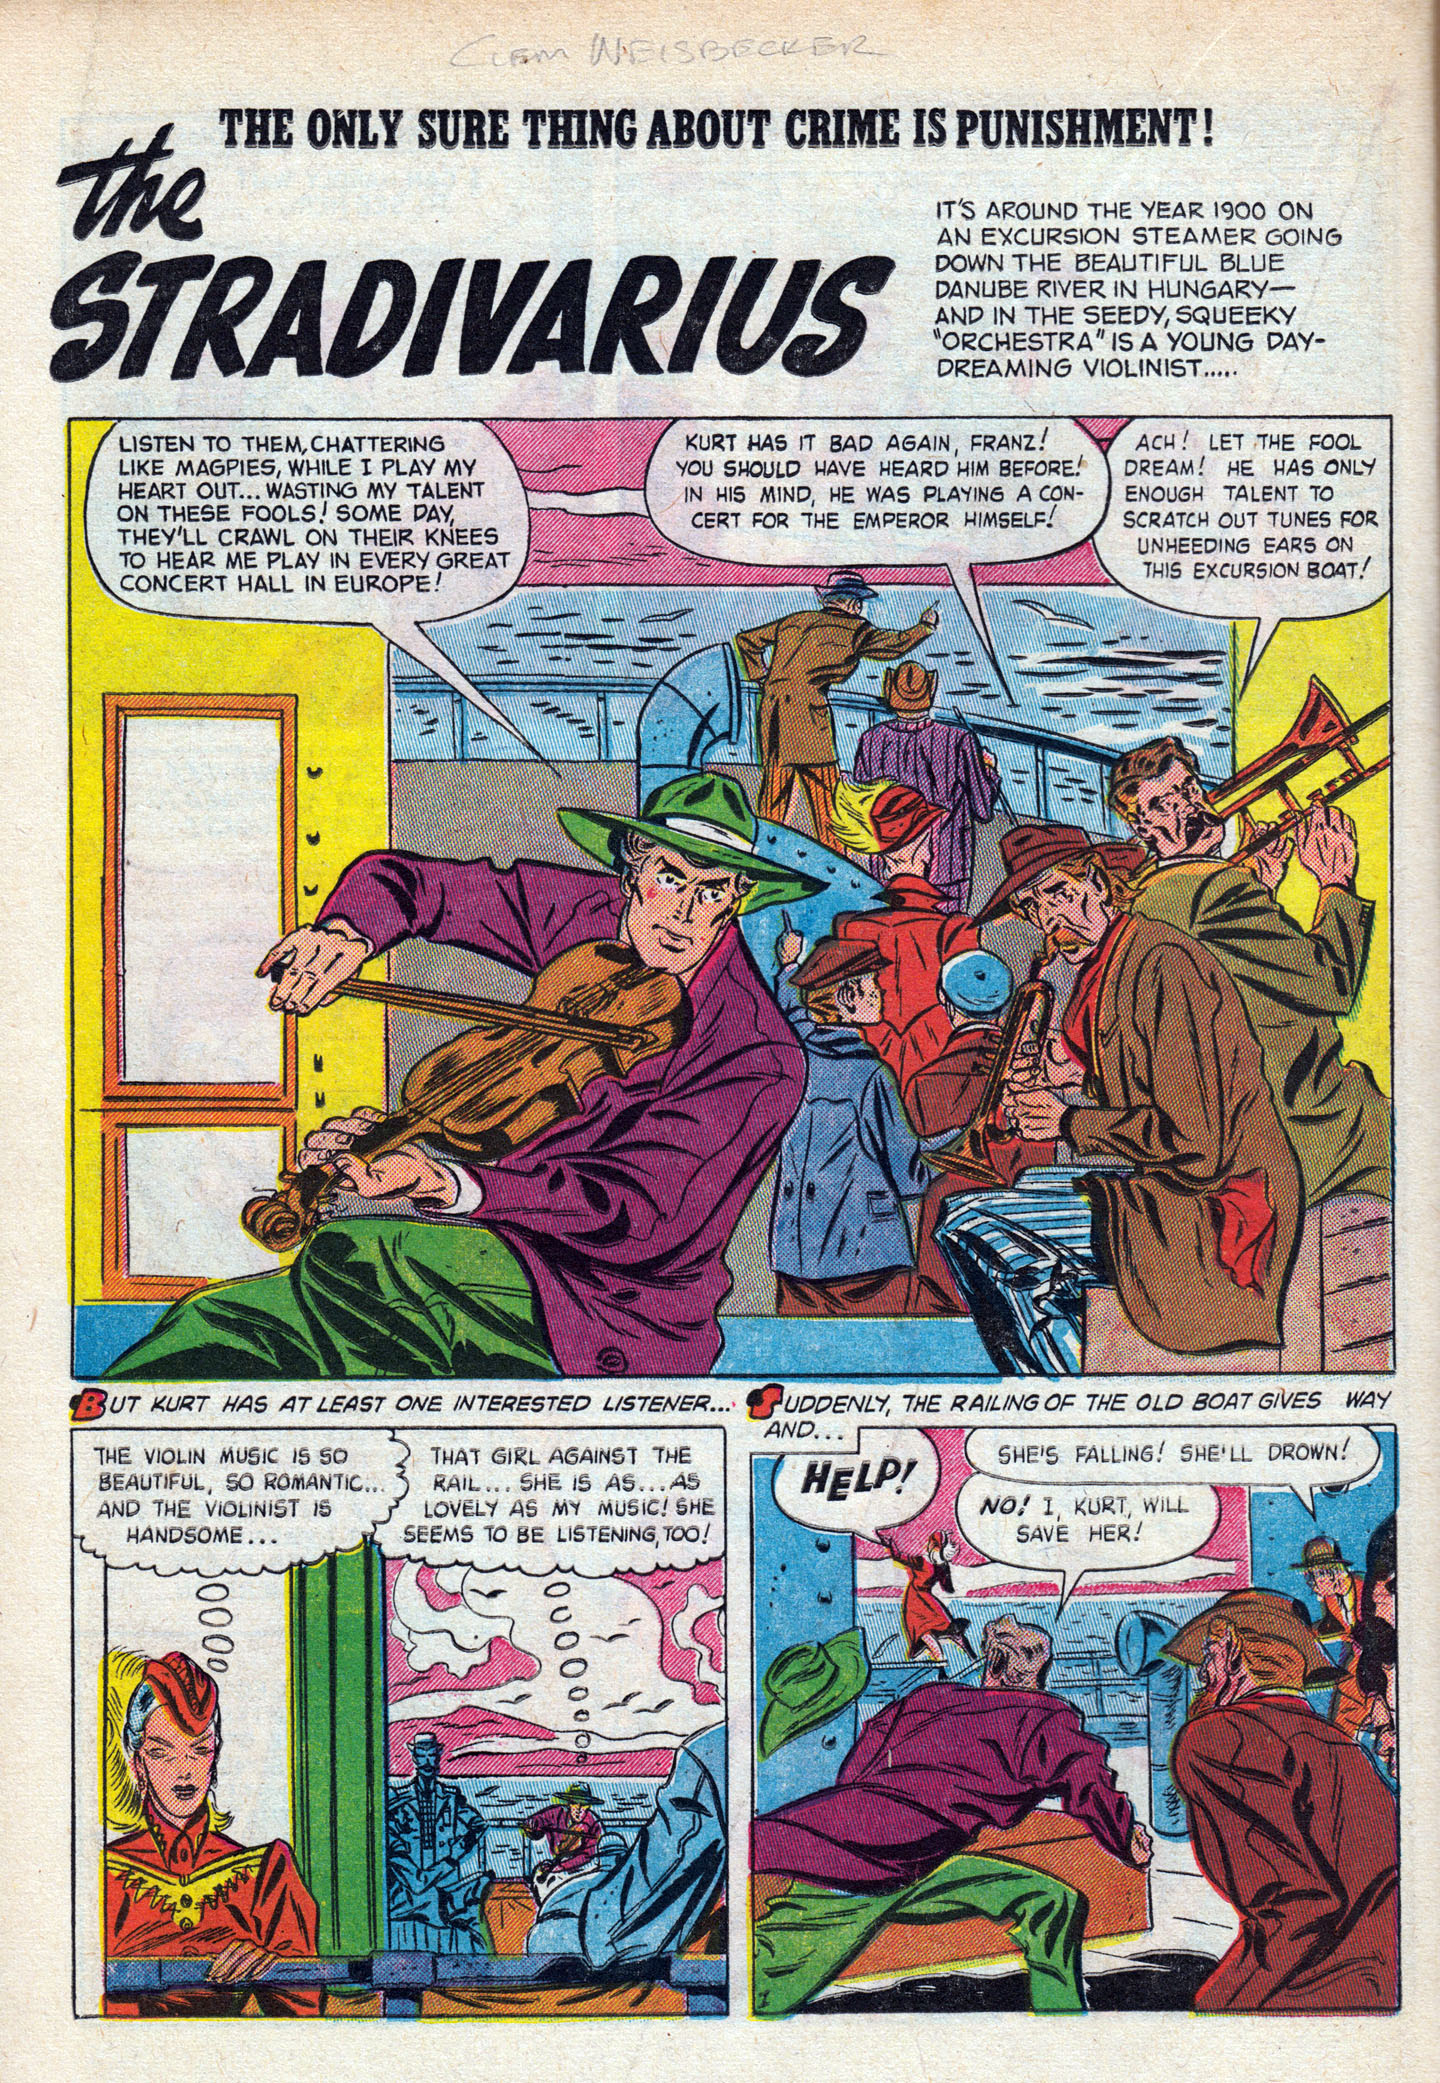 CLEM WEISBECKER
THE ONLY SURE THING ABOUT CRIME IS PUNISHMENT!
the
STRADIVARIUS
IT'S AROUND THE YEAR 1900 ON
AN EXCURSION STEAMER GOING
DOWN THE BEAUTIFUL BLUE
DANUBE RIVER IN HUNGARY—
AND IN THE SEEDY, SQUEEKY
"ORCHESTRA" IS A YOUNG DAY-
DREAMING VIOLINIST.....
LISTEN TO THEM, CHATTERING
LIKE MAGPIES, WHILE I PLAY MY
HEART OUT... WASTING MY TALENT
ON THESE FOOLS! SOME DAY,
THEY'LL CRAWL ON THEIR KNEES
TO HEAR ME PLAY IN EVERY GREAT
CONCERT HALL IN EUROPE!
KURT HAS IT BAD AGAIN, FRANZ!
YOU SHOULD HAVE HEARD HIM BEFORE!
IN HIS MIND, HE WAS PLAYING A CON-
CERT FOR THE EMPEROR HIMSELF!
ACH! LET THE FOOL
DREAM! HE HAS ONLY
ENOUGH TALENT TO
SCRATCH OUT TUNES FOR
UNHEEDING EARS ON
THIS EXCURSION BOAT!
BUT KURT HAS AT LEAST ONE INTERESTED LISTENER...
THE VIOLIN MUSIC IS SO
BEAUTIFUL, SO ROMANTIC...
AND THE VIOLINIST IS
HANDSOME...
THAT GIRL AGAINST THE
RAIL... SHE IS AS...AS
LOVELY AS MY MUSIC! SHE
SEEMS TO BE LISTENING, TOO!
SUDDENLY, THE RAILING OF THE OLD BOAT GIVES WAY
AND...
HELP!
SHE'S FALLING! SHE'LL DROWN!
NO! I, KURT, WILL
SAVE HER!
1